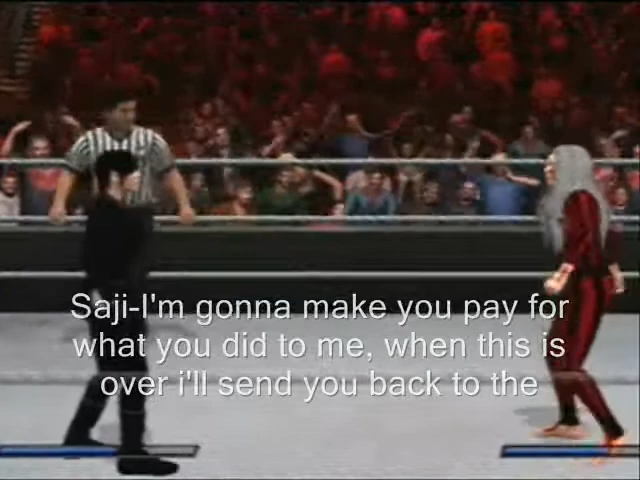 Saji-I'm gonna make you pay for
what you did to me, when this is
over i'll send you back to the